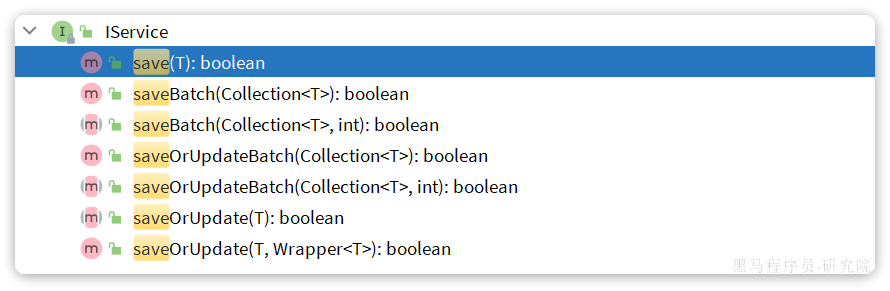 IService
save(T): boolean
saveBatch(Collection<T>): boolean
saveBatch(Collection<T>, int): boolean
saveOrUpdateBatch(Collection<T>): boolean
saveOrUpdateBatch(Collection<T>, int): boolean
saveOrUpdate(T): boolean
saveOrUpdate(T, Wrapper<T>): boolean
黑马程序员-研究院